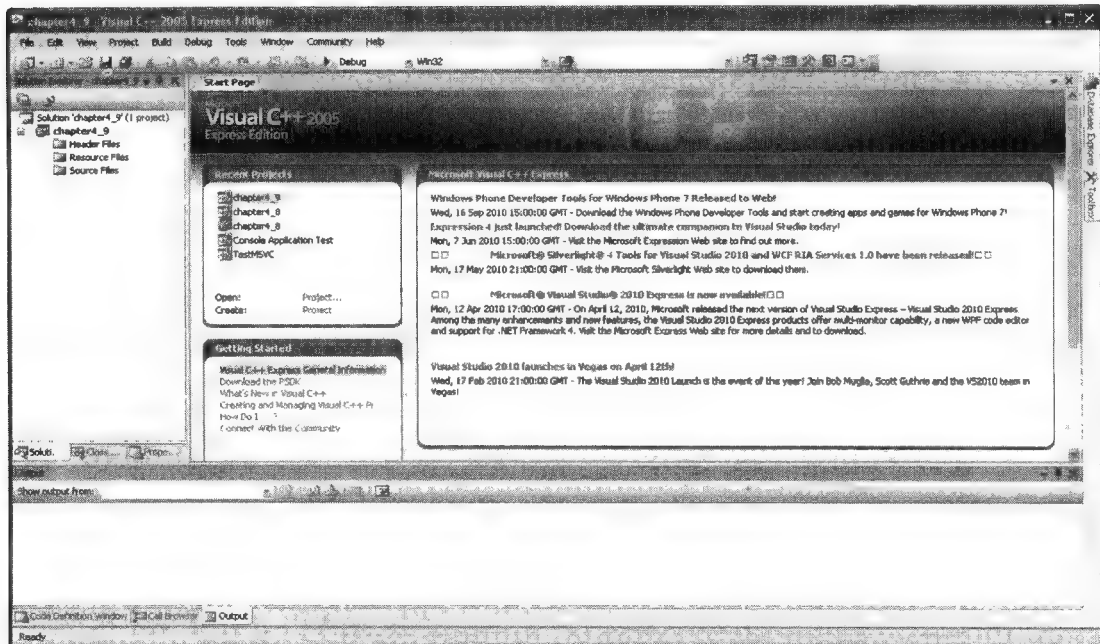 chapter4_9 - Visual C++ 2005 Express Edition
File Edit View Project Build Debug Tools Window Community Help
Debug Win32
Start Page
Solution 'chapter4_9' (1 project)
chapter4_9
Header Files
Resource Files
Source Files
Visual C++ 2005
Express Edition
Recent Projects
chapter4_9
chapter4_8
chapter4_8
Console Application Test
TestMSVC
Open: Project...
Create: Project
Getting Started
Visual C++ Express General Information
Download the PSDK
What's New in Visual C++
Creating and Managing Visual C++ Pr
How Do I
Connect With the Community
Microsoft Visual C++ Express
Windows Phone Developer Tools for Windows Phone 7 Released to Web!
Wed, 16 Sep 2010 15:00:00 GMT - Download the Windows Phone Developer Tools and start creating apps and games for Windows Phone 7!
Expression 4 just launched! Download the ultimate companion to Visual Studio today!
Mon, 7 Jun 2010 15:00:00 GMT - Visit the Microsoft Expression Web site to find out more.
□□ Microsoft® Silverlight® 4 Tools for Visual Studio 2010 and WCF RIA Services 1.0 have been released!□□
Mon, 17 May 2010 21:00:00 GMT - Visit the Microsoft Silverlight Web site to download them.
□□ Microsoft® Visual Studio® 2010 Express is now available!□□
Mon, 12 Apr 2010 17:00:00 GMT - On April 12, 2010, Microsoft released the next version of Visual Studio Express – Visual Studio 2010 Express.
Among the many enhancements and new features, the Visual Studio 2010 Express products offer multi-monitor capability, a new WPF code editor
and support for .NET Framework 4. Visit the Microsoft Express Web site for more details and to download.
Visual Studio 2010 launches in Vegas on April 12th!
Wed, 17 Feb 2010 21:00:00 GMT - The Visual Studio 2010 Launch is the event of the year! Join Bob Muglia, Scott Guthrie and the VS2010 team in
Vegas!
Database Explorer
Toolbox
Soluti... Class ... Prope...
Output
Show output from:
Code Definition Window Call Browser Output
Ready